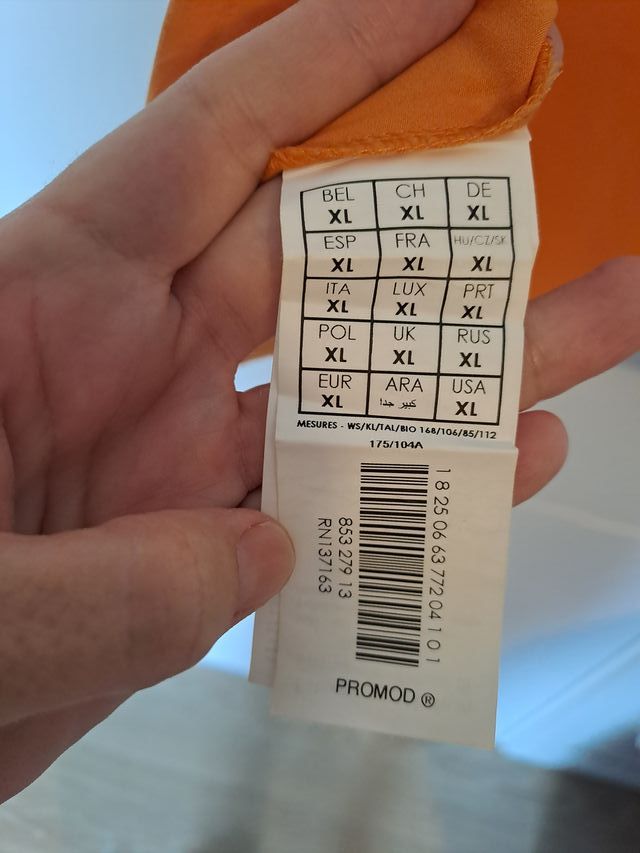 BEL CH DE
XL XL XL
ESP FRA HU/CZ/SK
XL XL XL
ITA LUX PRT
XL XL XL
POL UK RUS
XL XL XL
EUR ARA USA
XL كبير جدا XL
MESURES - WS/KL/TAL/BIO 168/106/85/112
175/104A
1 8 25 06 63 772 04 1 0 1
853 279 13
RN137163
PROMOD ®